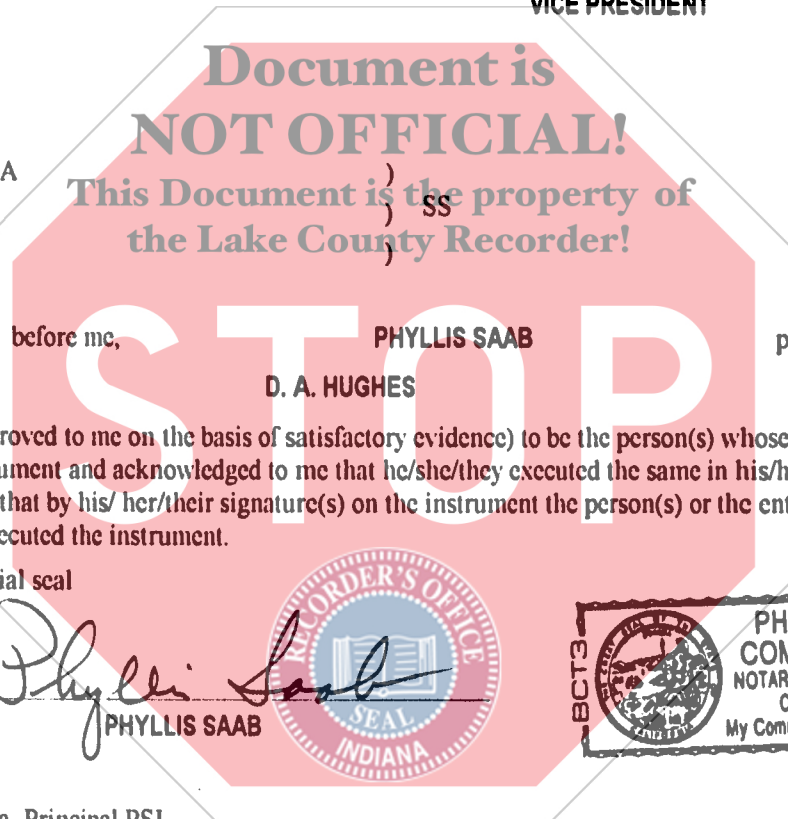 VICE PRESIDENT
Document is
NOT OFFICIAL!
A )
This Document is the property of
) SS
the Lake County Recorder!
)
before me, PHYLLIS SAAB p
D. A. HUGHES
roved to me on the basis of satisfactory evidence) to be the person(s) whose
ument and acknowledged to me that he/she/they executed the same in his/h
that by his/ her/their signature(s) on the instrument the person(s) or the ent
ecuted the instrument.
STOP
ial seal
RECORDER'S OFFICE
SEAL
INDIANA
Phyllis Saab
PHYLLIS SAAB
BCT3
PH
COM
NOTAR
C
My Com
Principal PSI